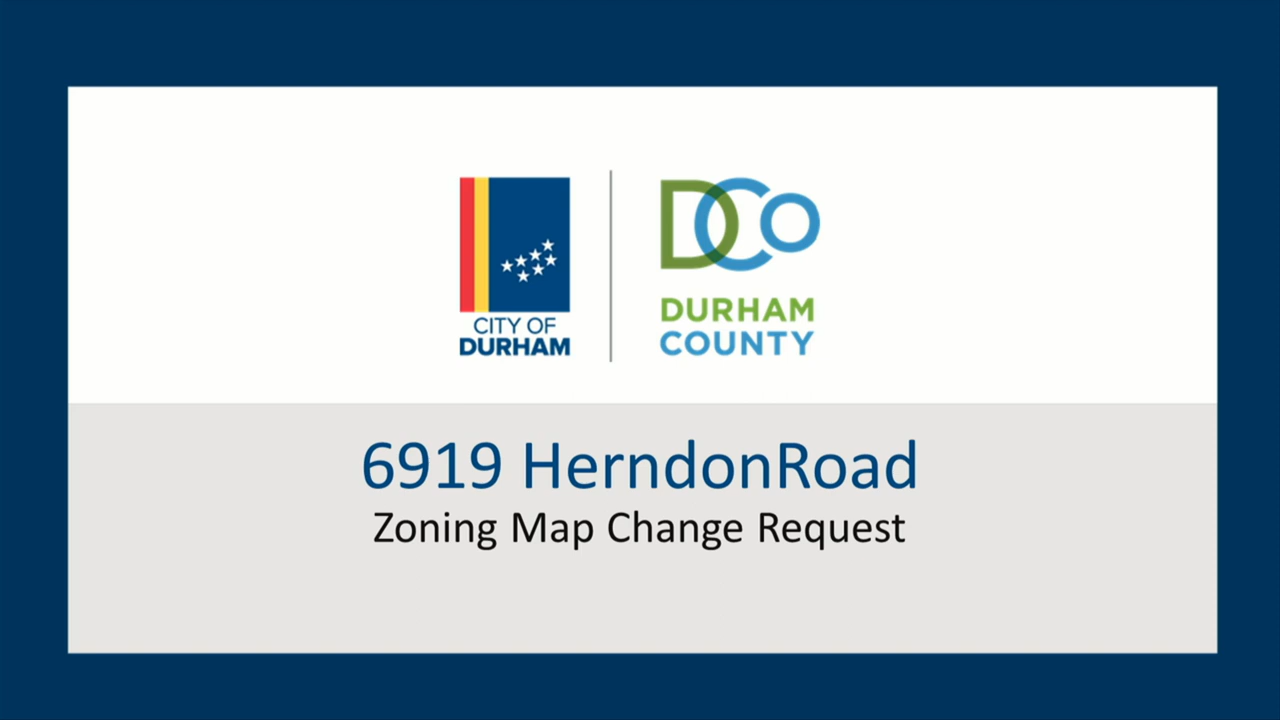 CITY OF
DURHAM
DCo
DURHAM
COUNTY
6919 HerndonRoad
Zoning Map Change Request